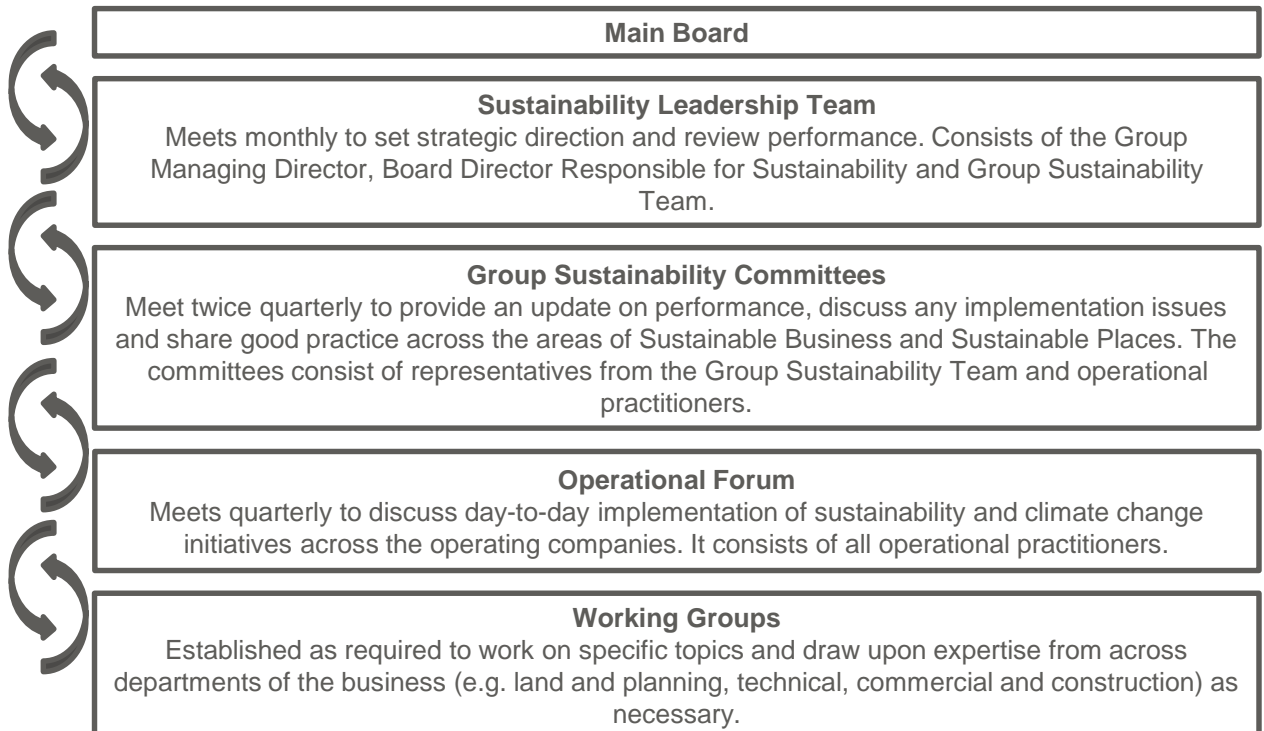 Main Board
Sustainability Leadership Team
Meets monthly to set strategic direction and review performance. Consists of the Group
Managing Director, Board Director Responsible for Sustainability and Group Sustainability
Team.
Group Sustainability Committees
Meet twice quarterly to provide an update on performance, discuss any implementation issues
and share good practice across the areas of Sustainable Business and Sustainable Places. The
committees consist of representatives from the Group Sustainability Team and operational
practitioners.
Operational Forum
Meets quarterly to discuss day-to-day implementation of sustainability and climate change
initiatives across the operating companies. It consists of all operational practitioners.
Working Groups
Established as required to work on specific topics and draw upon expertise from across
departments of the business (e.g. land and planning, technical, commercial and construction) as
necessary.